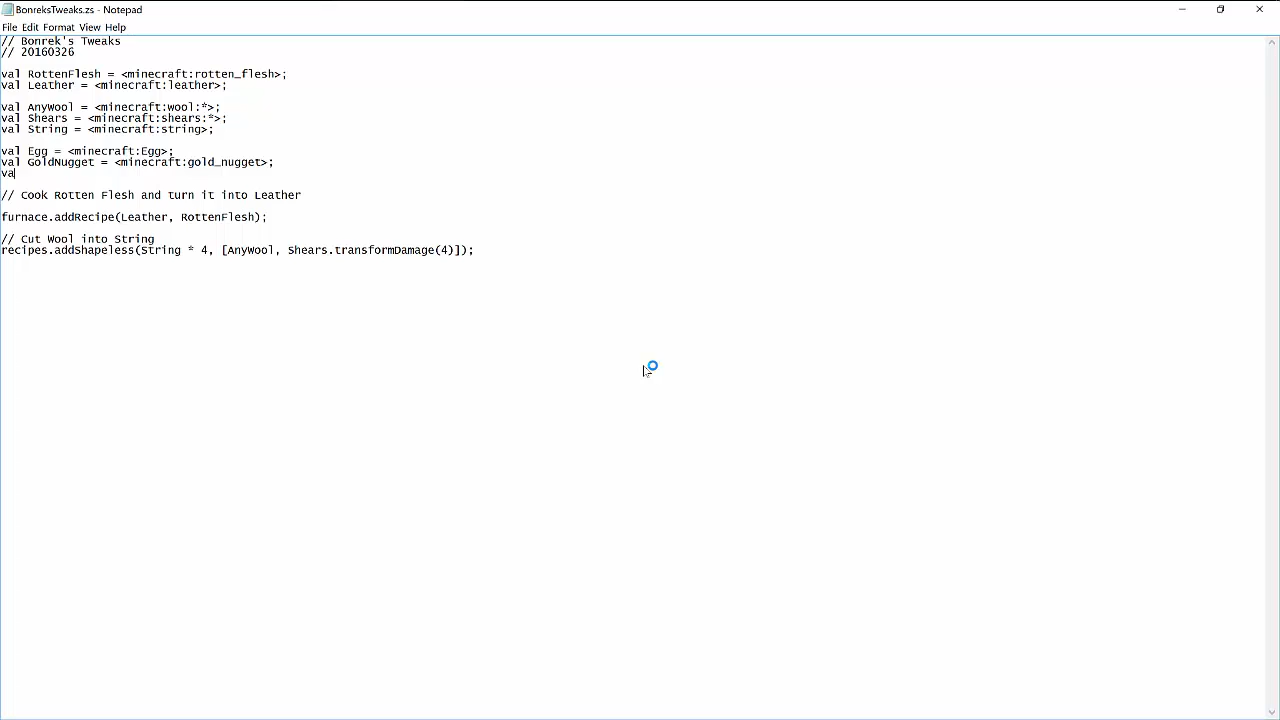 BonreksTweaks.zs - Notepad
File Edit Format View Help
// Bonrek's Tweaks
// 20160326
val RottenFlesh = <minecraft:rotten_flesh>;
val Leather = <minecraft:leather>;
val AnyWool = <minecraft:wool:*>;
val Shears = <minecraft:shears:*>;
val String = <minecraft:string>;
val Egg = <minecraft:Egg>;
val GoldNugget = <minecraft:gold_nugget>;
va
// Cook Rotten Flesh and turn it into Leather
furnace.addRecipe(Leather, RottenFlesh);
// Cut Wool into String
recipes.addShapeless(String * 4, [AnyWool, Shears.transformDamage(4)]);